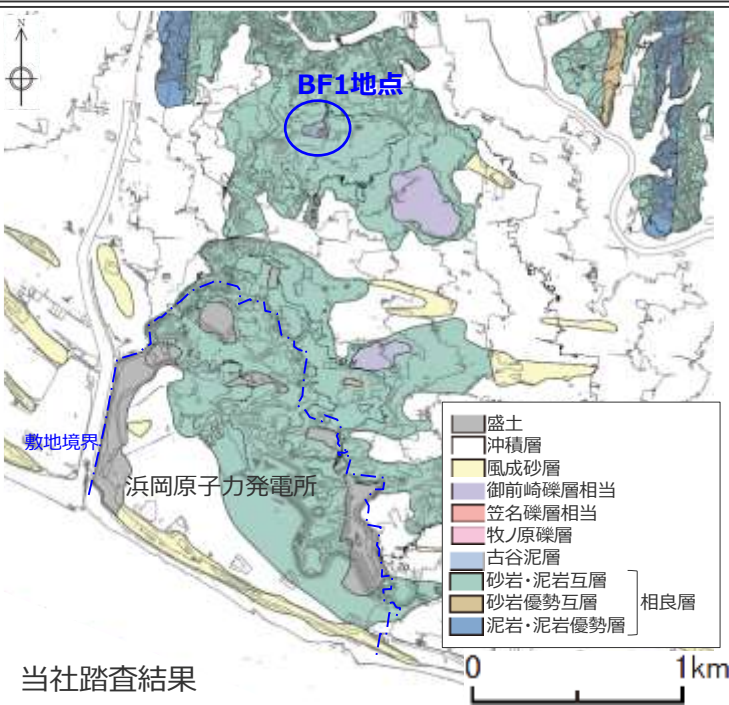 N
BF1地点
敷地境界
浜岡原子力発電所
盛土
沖積層
風成砂層
御前崎礫層相当
笠名礫層相当
牧ノ原礫層
古谷泥層
砂岩・泥岩互層
砂岩優勢互層
相良層
泥岩・泥岩優勢層
当社踏査結果
0 1km